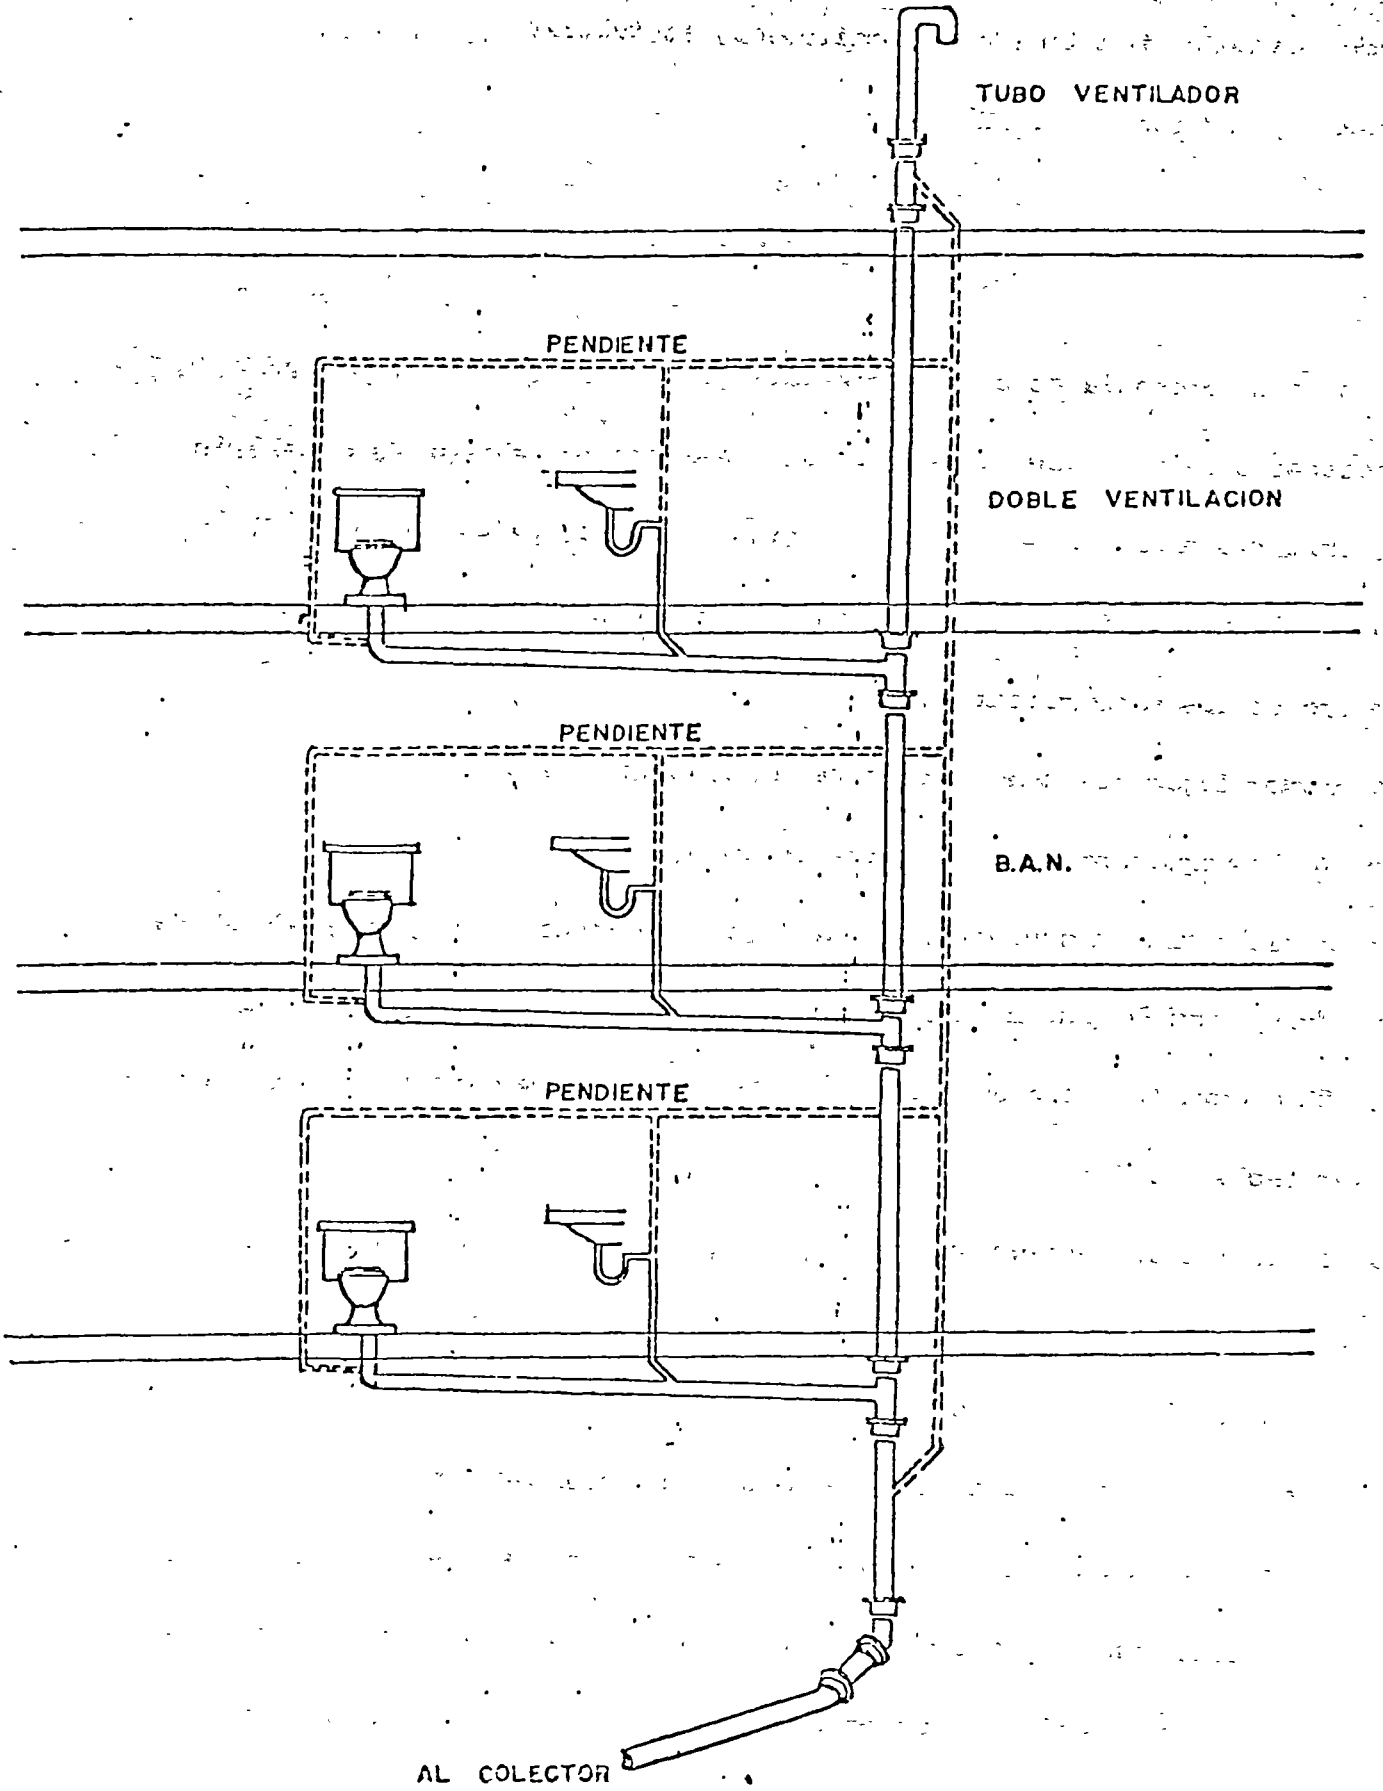 TUBO VENTILADOR
PENDIENTE
DOBLE VENTILACION
PENDIENTE
B.A.N.
PENDIENTE
AL COLECTOR